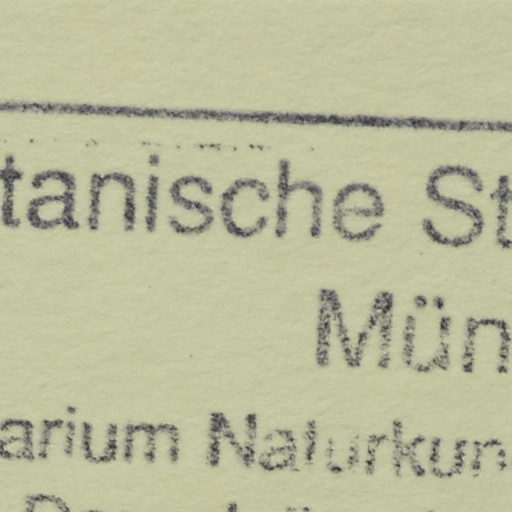 tanische St
Mün
arium Naturkun